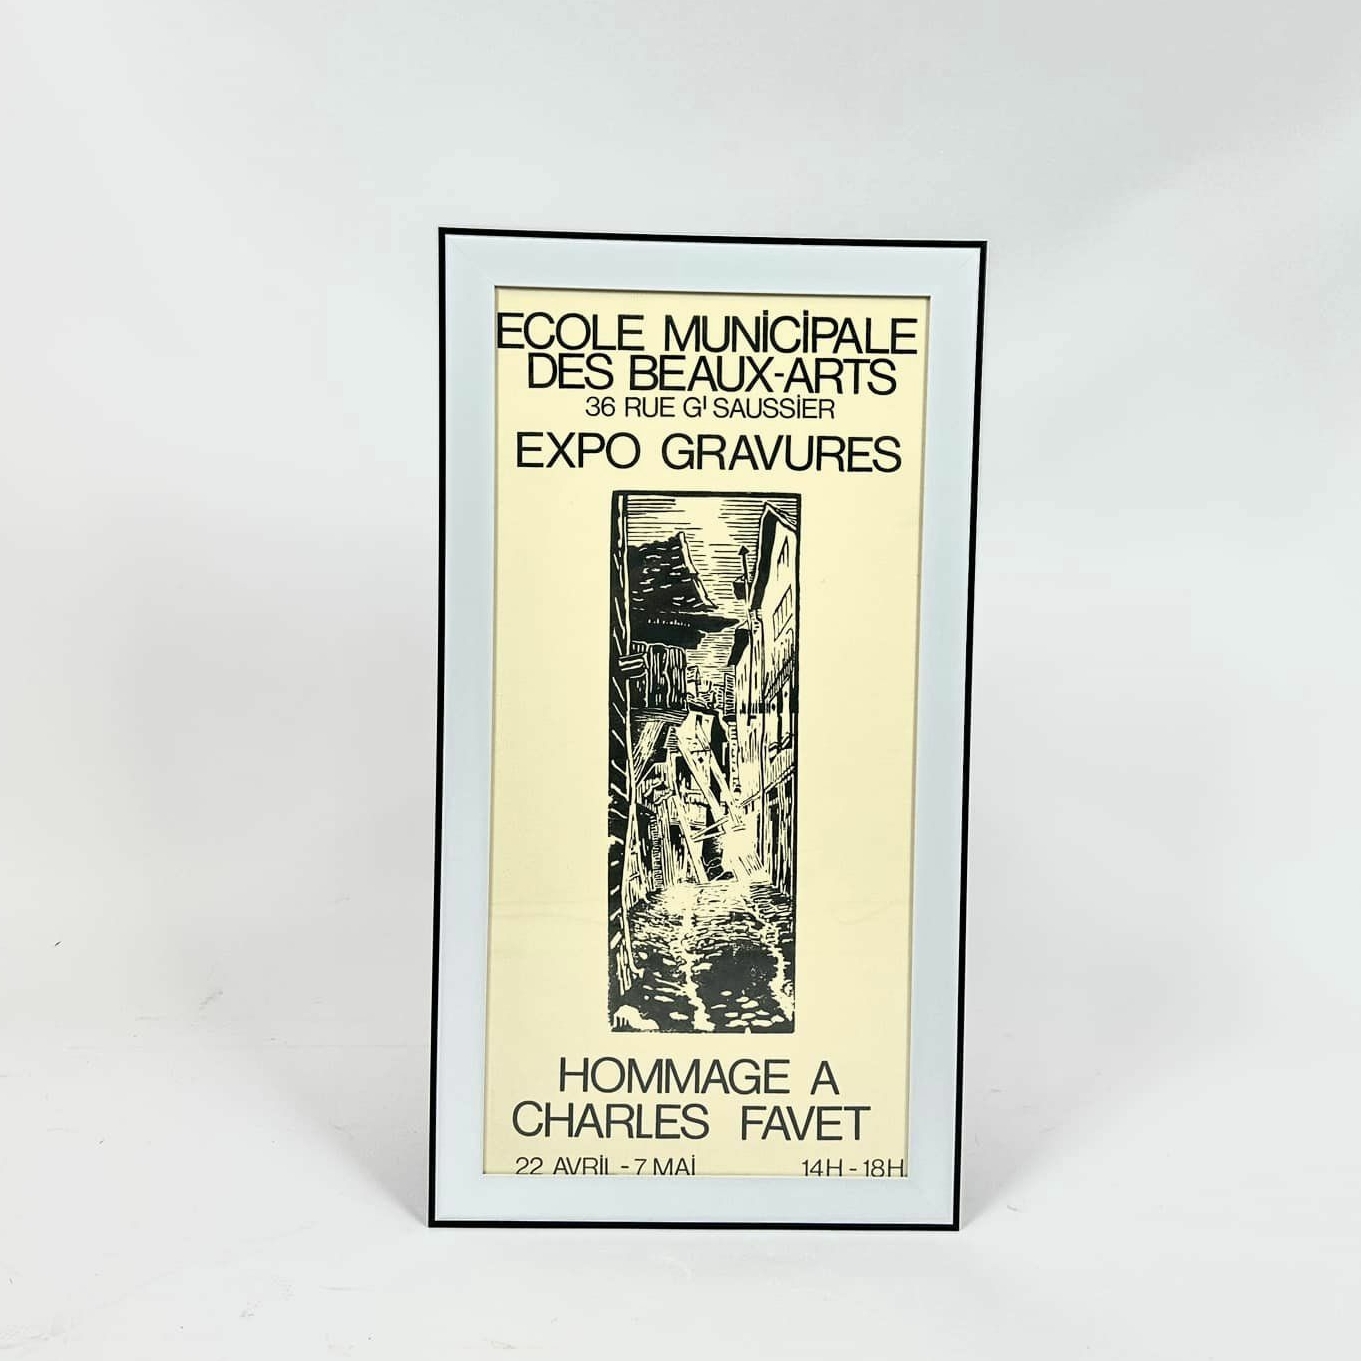 ECOLE MUNICIPALE
DES BEAUX-ARTS
36 RUE Gl SAUSSIER
EXPO GRAVURES
HOMMAGE A
CHARLES FAVET
22 AVRIL - 7 MAI 14H - 18H